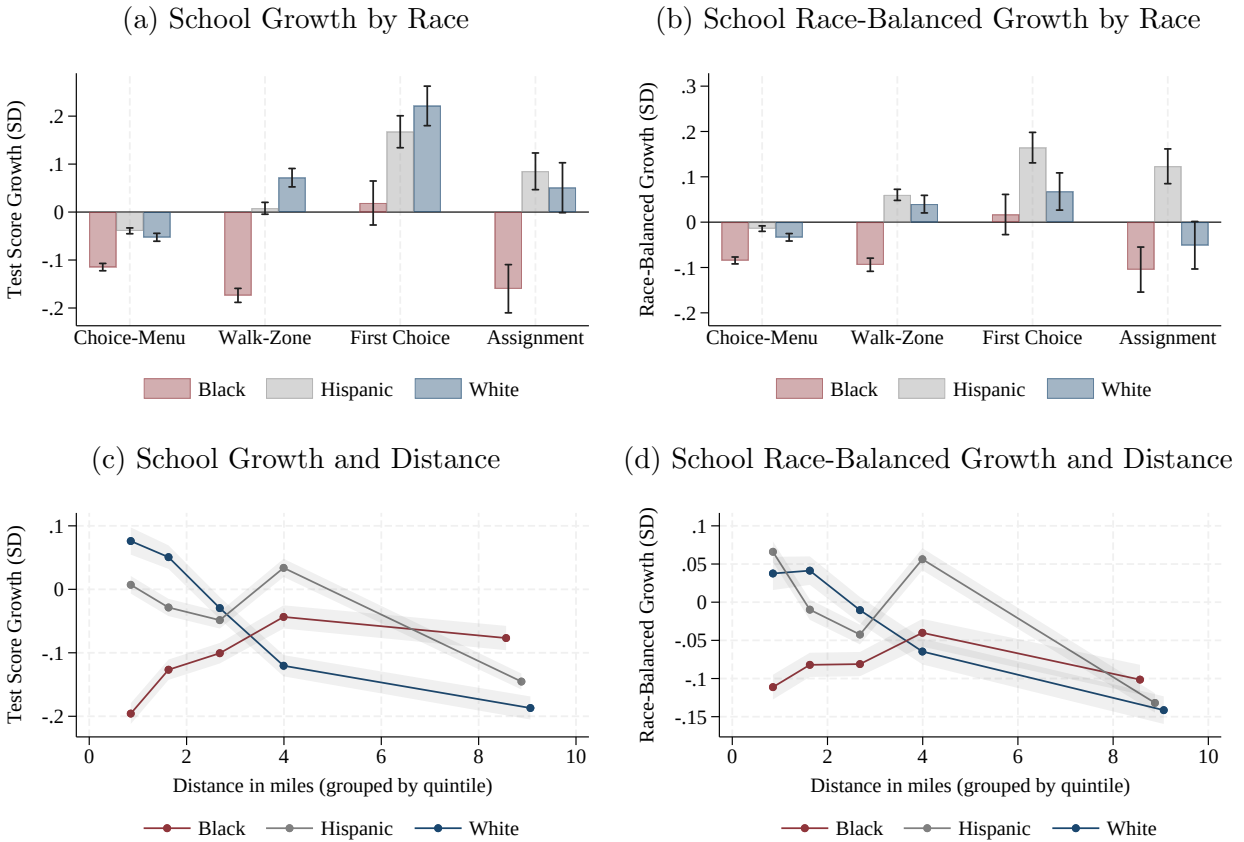 (a) School Growth by Race
Test Score Growth (SD)
.2
.1
0
-.1
-.2
Choice-Menu Walk-Zone First Choice Assignment
Black Hispanic White
(b) School Race-Balanced Growth by Race
Race-Balanced Growth (SD)
.3
.2
.1
0
-.1
-.2
Choice-Menu Walk-Zone First Choice Assignment
Black Hispanic White
(c) School Growth and Distance
Test Score Growth (SD)
.1
0
-.1
-.2
0 2 4 6 8 10
Distance in miles (grouped by quintile)
Black Hispanic White
(d) School Race-Balanced Growth and Distance
Race-Balanced Growth (SD)
.1
.05
0
-.05
-.1
-.15
0 2 4 6 8 10
Distance in miles (grouped by quintile)
Black Hispanic White